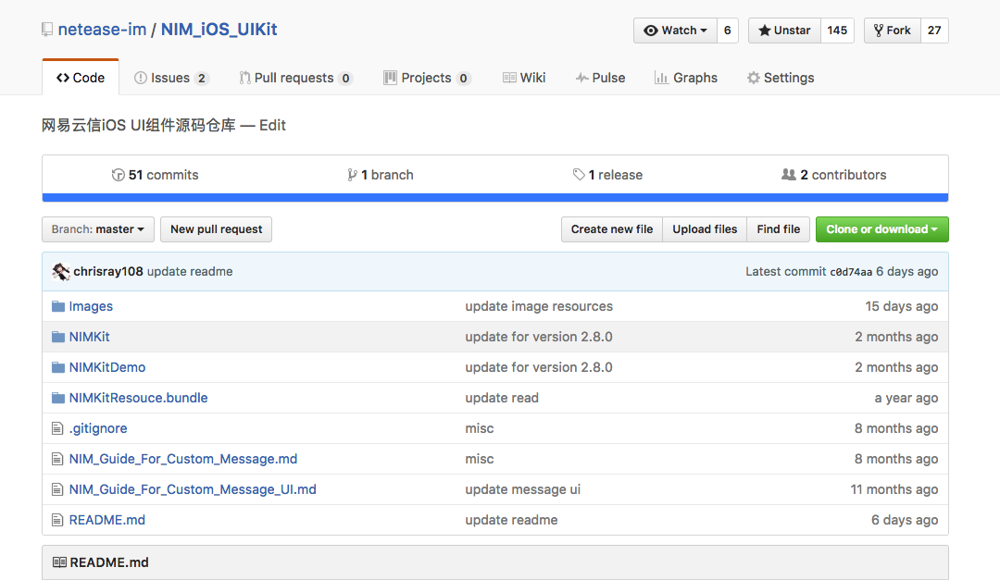 netease-im / NIM_iOS_UIKit Watch 6 Unstar 145 Fork 27
Code Issues 2 Pull requests 0 Projects 0 Wiki Pulse Graphs Settings
网易云信iOS UI组件源码仓库 — Edit
51 commits 1 branch 1 release 2 contributors
Branch: master New pull request Create new file Upload files Find file Clone or download
chrisray108 update readme Latest commit c0d74aa 6 days ago
Images update image resources 15 days ago
NIMKit update for version 2.8.0 2 months ago
NIMKitDemo update for version 2.8.0 2 months ago
NIMKitResouce.bundle update read a year ago
.gitignore misc 8 months ago
NIM_Guide_For_Custom_Message.md misc 8 months ago
NIM_Guide_For_Custom_Message_UI.md update message ui 11 months ago
README.md update readme 6 days ago
README.md